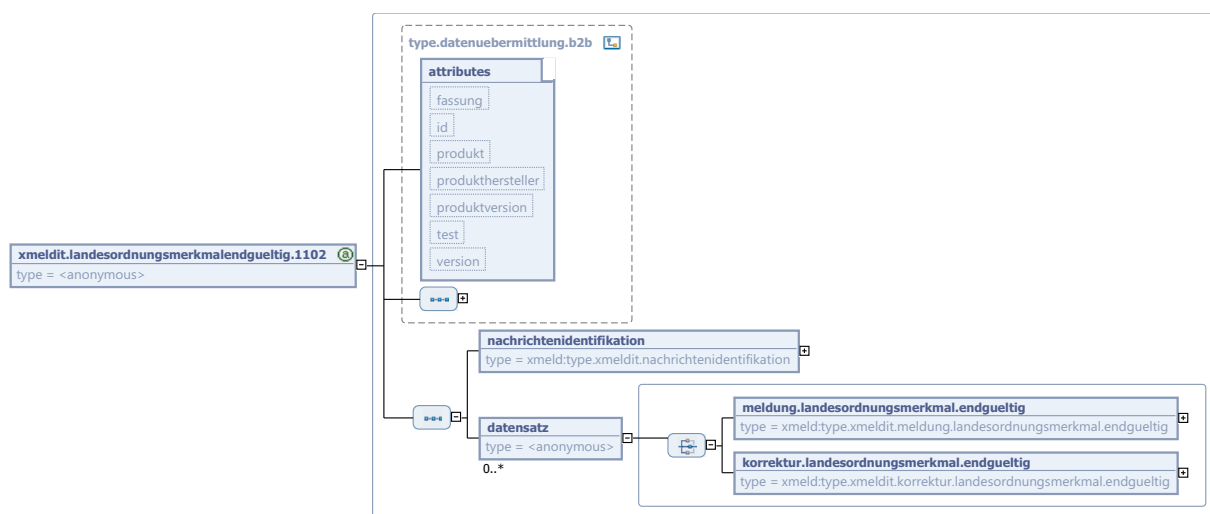 type.datenuebermittlung.b2b
attributes
fassung
id
produkt
produkthersteller
produktversion
test
version
xmeldit.landesordnungsmerkmalendgueltig.1102 a
type = <anonymous>
nachrichtenidentifikation
type = xmeld:type.xmeldit.nachrichtenidentifikation
datensatz
type = <anonymous>
0..*
meldung.landesordnungsmerkmal.endgueltig
type = xmeld:type.xmeldit.meldung.landesordnungsmerkmal.endgueltig
korrektur.landesordnungsmerkmal.endgueltig
type = xmeld:type.xmeldit.korrektur.landesordnungsmerkmal.endgueltig